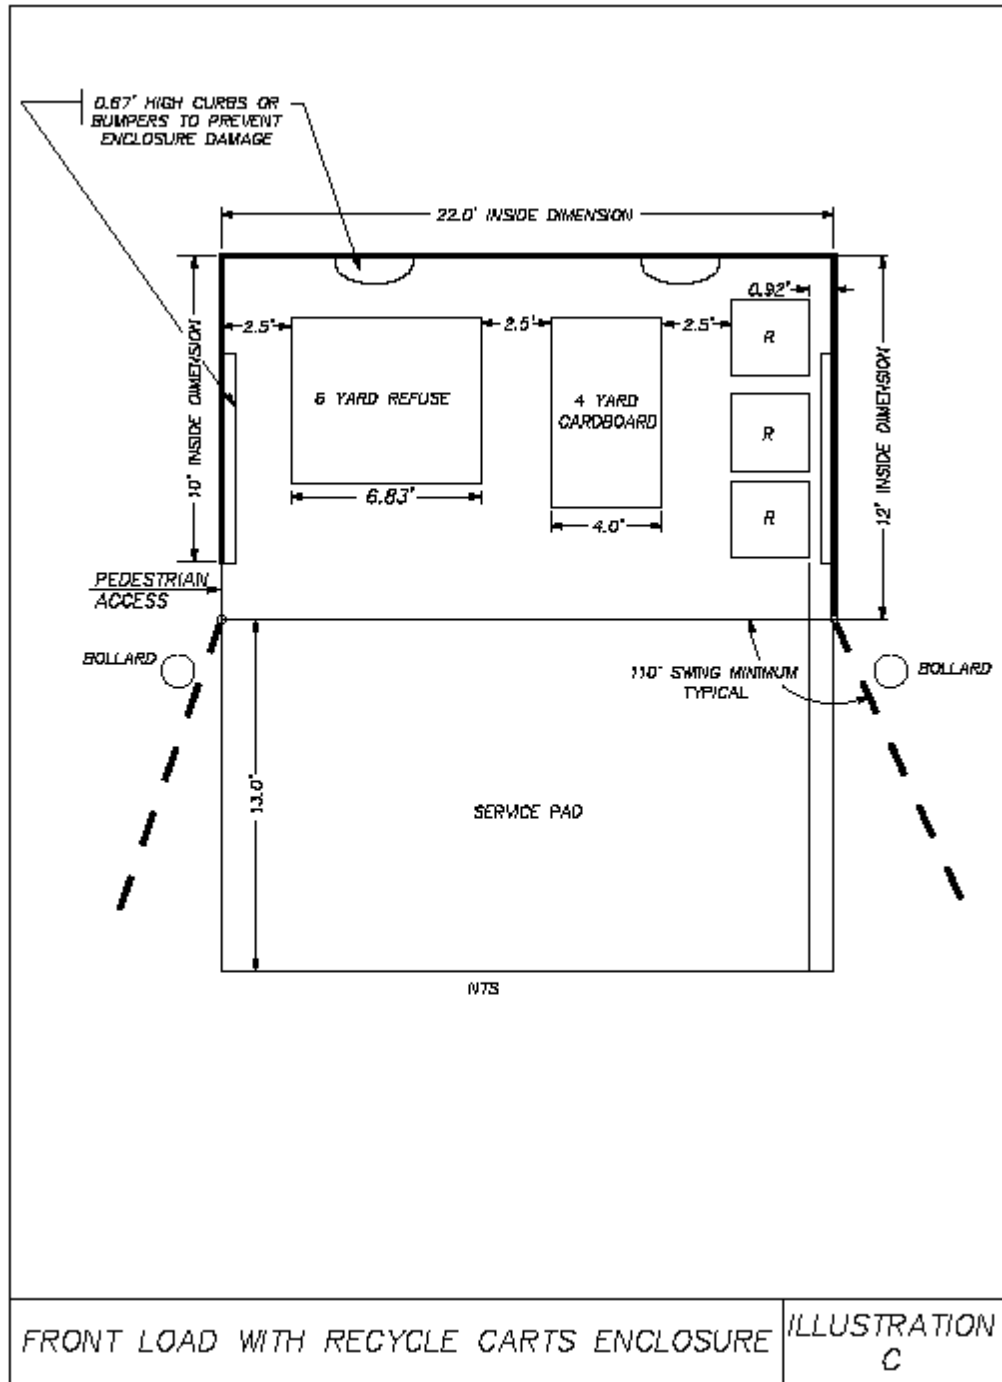 0.67' HIGH CURBS OR
BUMPERS TO PREVENT
ENCLOSURE DAMAGE
22.0' INSIDE DIMENSION
0.92'
2.5'
2.5'
2.5'
10' INSIDE DIMENSION
12' INSIDE DIMENSION
6 YARD REFUSE
4 YARD
CARDBOARD
R
R
R
6.83'
4.0'
PEDESTRIAN
ACCESS
BOLLARD
110° SWING MINIMUM
TYPICAL
BOLLARD
13.0'
SERVICE PAD
NTS
FRONT LOAD WITH RECYCLE CARTS ENCLOSURE
ILLUSTRATION
C